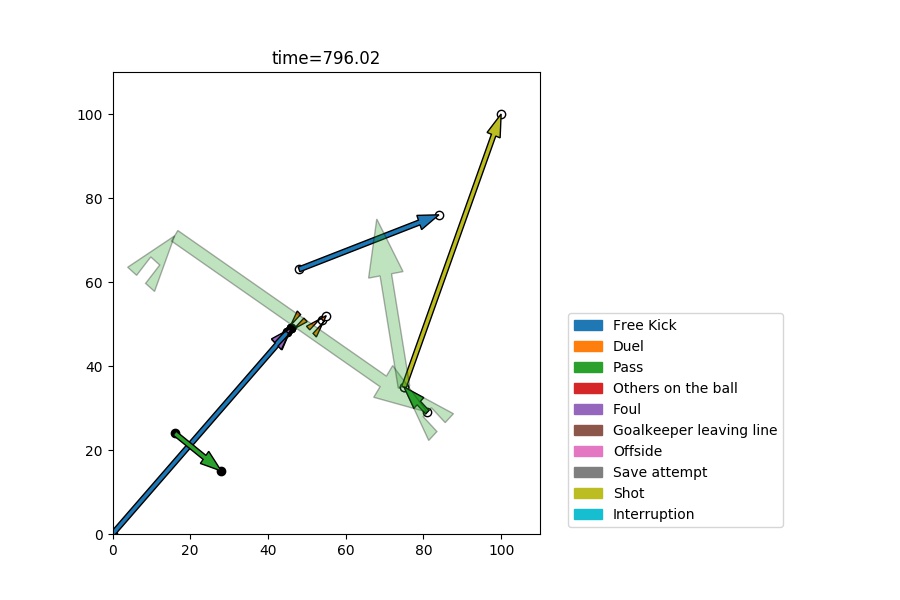 time=796.02
100
80
60
40
20
0
0 20 40 60 80 100
Free Kick
Duel
Pass
Others on the ball
Foul
Goalkeeper leaving line
Offside
Save attempt
Shot
Interruption